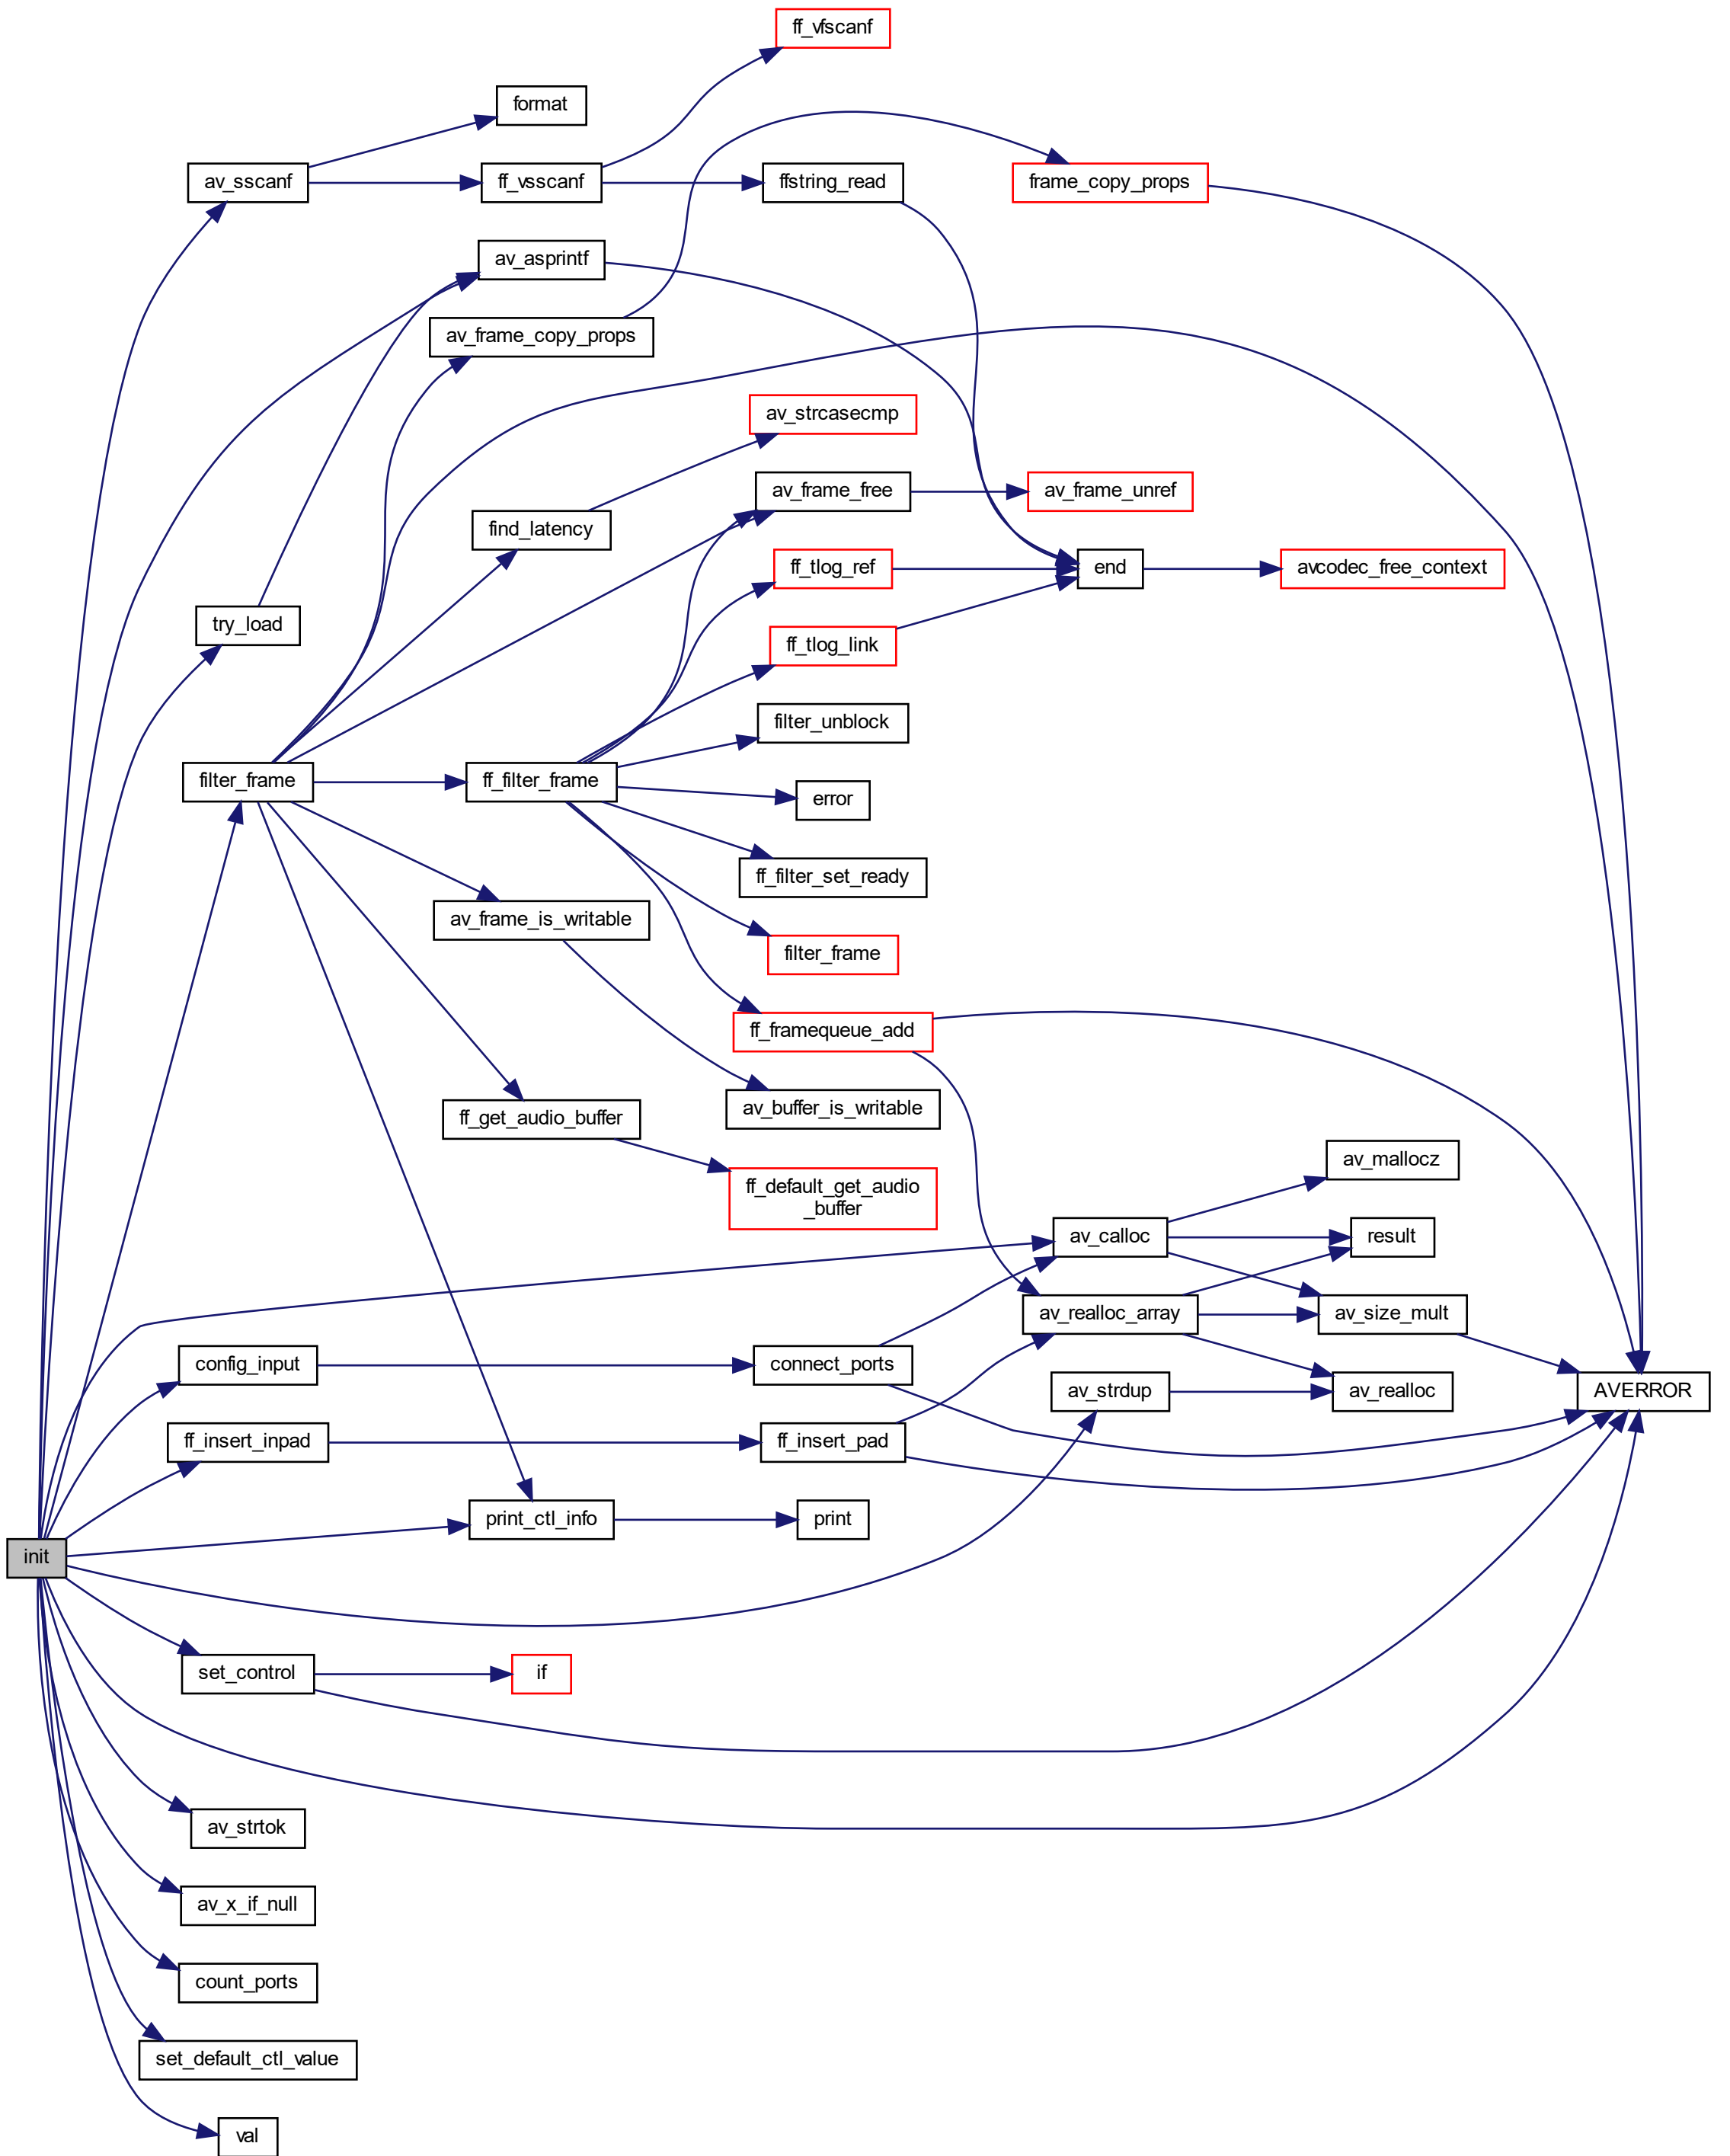 ff_vfscanf
format
av_sscanf
ff_vsscanf
ffstring_read
frame_copy_props
av_asprintf
av_frame_copy_props
av_strcasecmp
av_frame_free
av_frame_unref
find_latency
ff_tlog_ref
end
avcodec_free_context
try_load
ff_tlog_link
filter_unblock
filter_frame
ff_filter_frame
error
ff_filter_set_ready
av_frame_is_writable
filter_frame
ff_framequeue_add
ff_get_audio_buffer
av_buffer_is_writable
av_mallocz
ff_default_get_audio
_buffer
av_calloc
result
av_realloc_array
av_size_mult
config_input
connect_ports
av_strdup
av_realloc
AVERROR
ff_insert_inpad
ff_insert_pad
print_ctl_info
print
init
set_control
if
av_strtok
av_x_if_null
count_ports
set_default_ctl_value
val